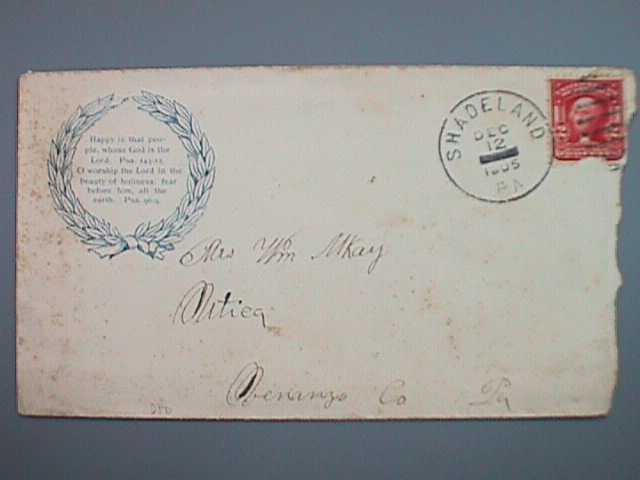 Happy is that peo-
ple, whose God is the
Lord. Psa. 144:15.
O worship the Lord in the
beauty of holiness: fear
before him, all the
earth. Psa. 96:9.
SHADELAND
DEC
12
1905
PA
Mrs Wm McKay
Utica
Venango Co Pa